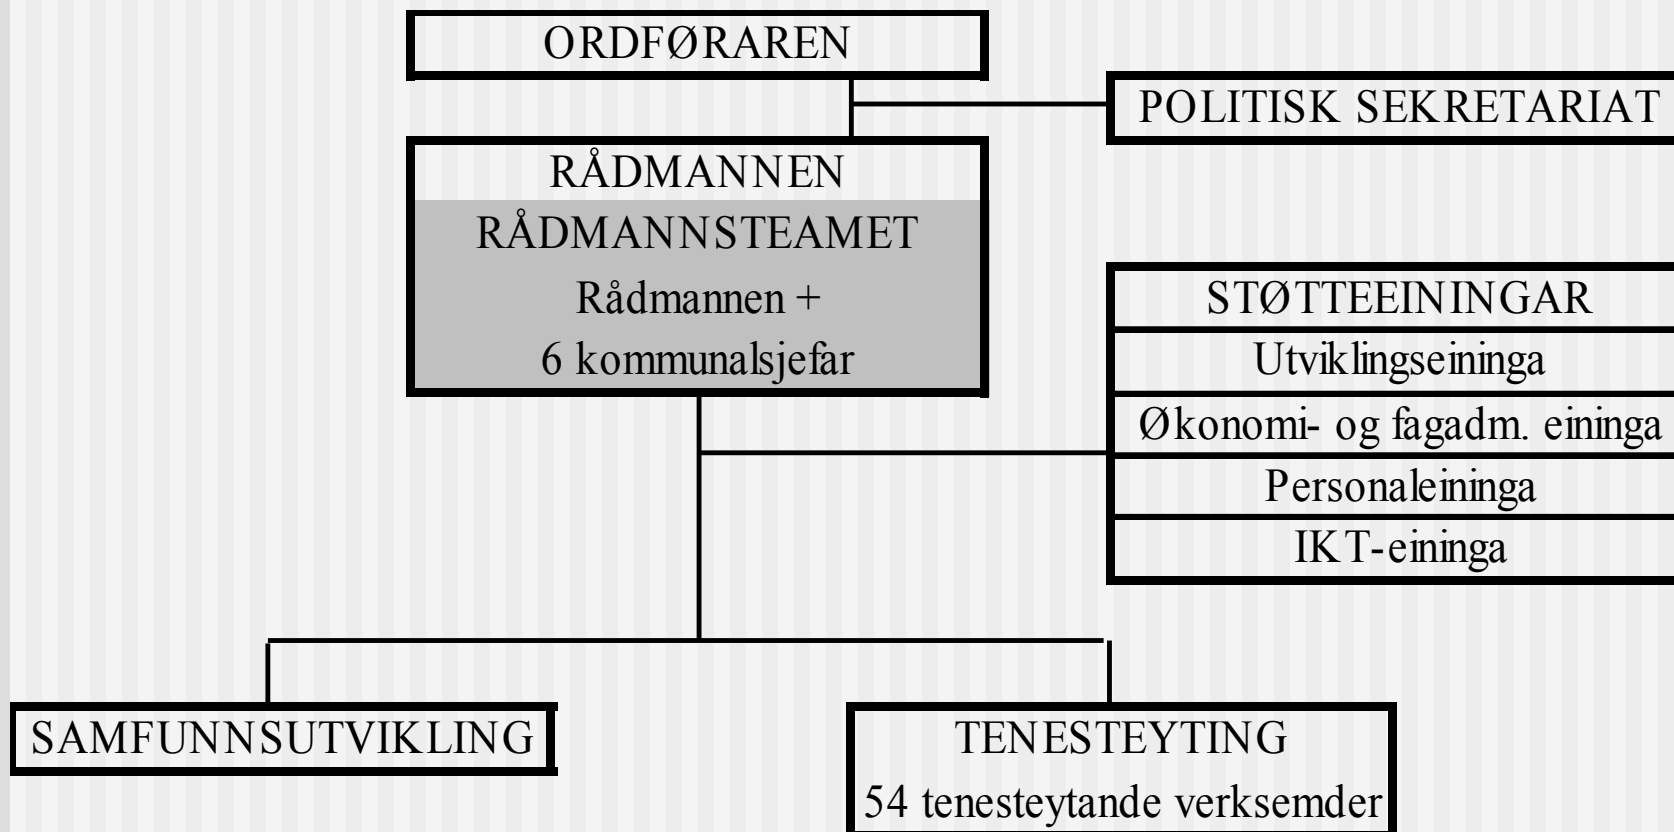 ORDFØRAREN
POLITISK SEKRETARIAT
RÅDMANNEN
RÅDMANNSTEAMET
Rådmannen +
6 kommunalsjefar
STØTTEEININGAR
Utviklingseininga
Økonomi- og fagadm. eininga
Personaleininga
IKT-eininga
SAMFUNNSUTVIKLING
TENESTEYTING
54 tenesteytande verksemder